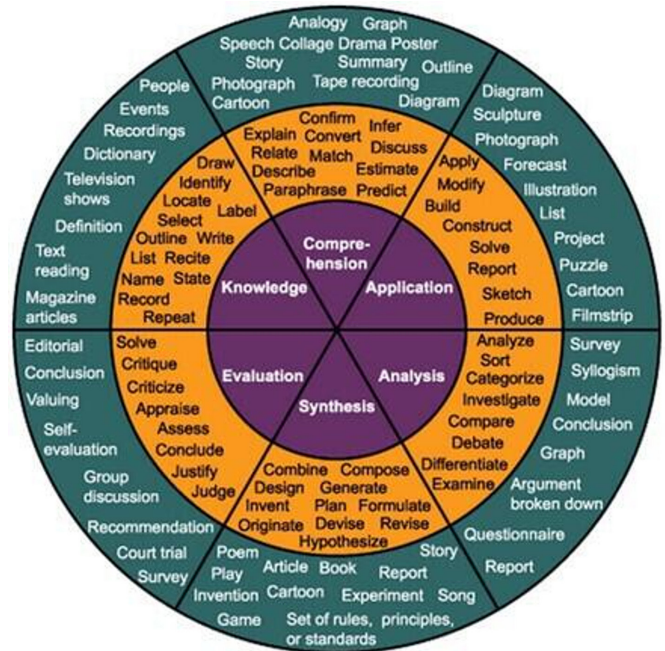 Analogy Graph
Speech Collage Drama Poster
Story Summary Outline
Photograph Tape recording
Cartoon Diagram
Confirm
Explain Convert Infer
Relate Match Discuss
Describe Estimate
Paraphrase Predict
Compre-
hension
Diagram
Sculpture
Photograph
Forecast
Illustration
List
Project
Puzzle
Cartoon
Filmstrip
Apply
Modify
Build
Construct
Solve
Report
Sketch
Produce
Application
Survey
Syllogism
Model
Conclusion
Graph
Argument
broken down
Questionnaire
Report
Analyze
Sort
Categorize
Investigate
Compare
Debate
Differentiate
Examine
Analysis
Synthesis
Combine Compose
Design Generate
Invent Plan Formulate
Originate Devise Revise
Hypothesize
Poem Story
Play Article Book Report
Invention Cartoon Experiment Song
Game Set of rules, principles,
or standards
Evaluation
Solve
Critique
Criticize
Appraise
Assess
Conclude
Justify
Judge
Editorial
Conclusion
Valuing
Self-
evaluation
Group
discussion
Recommendation
Court trial
Survey
Knowledge
Draw
Identify
Locate
Select Label
Outline Write
List Recite
Name State
Record
Repeat
People
Events
Recordings
Dictionary
Television
shows
Definition
Text
reading
Magazine
articles